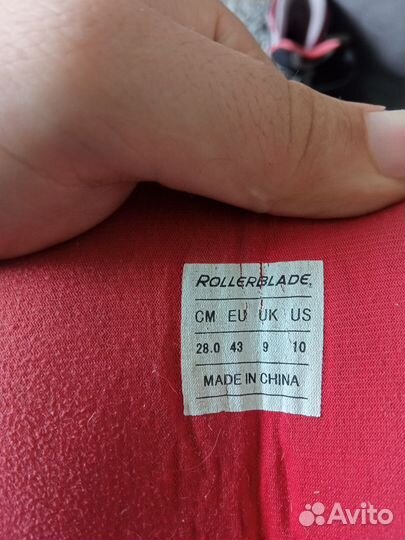 ROLLERBLADE®
CM EU UK US
28.0 43 9 10
MADE IN CHINA
Avito